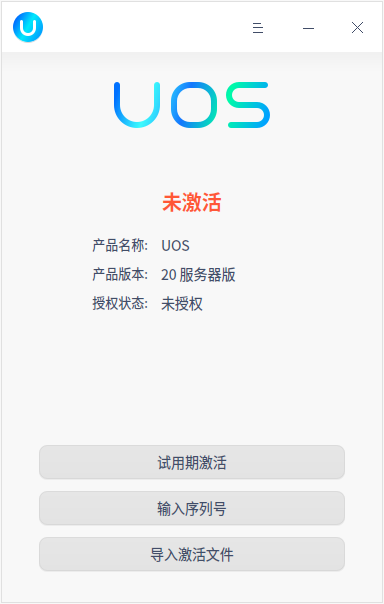 UOS
未激活
产品名称: UOS
产品版本: 20 服务器版
授权状态: 未授权
试用期激活
输入序列号
导入激活文件